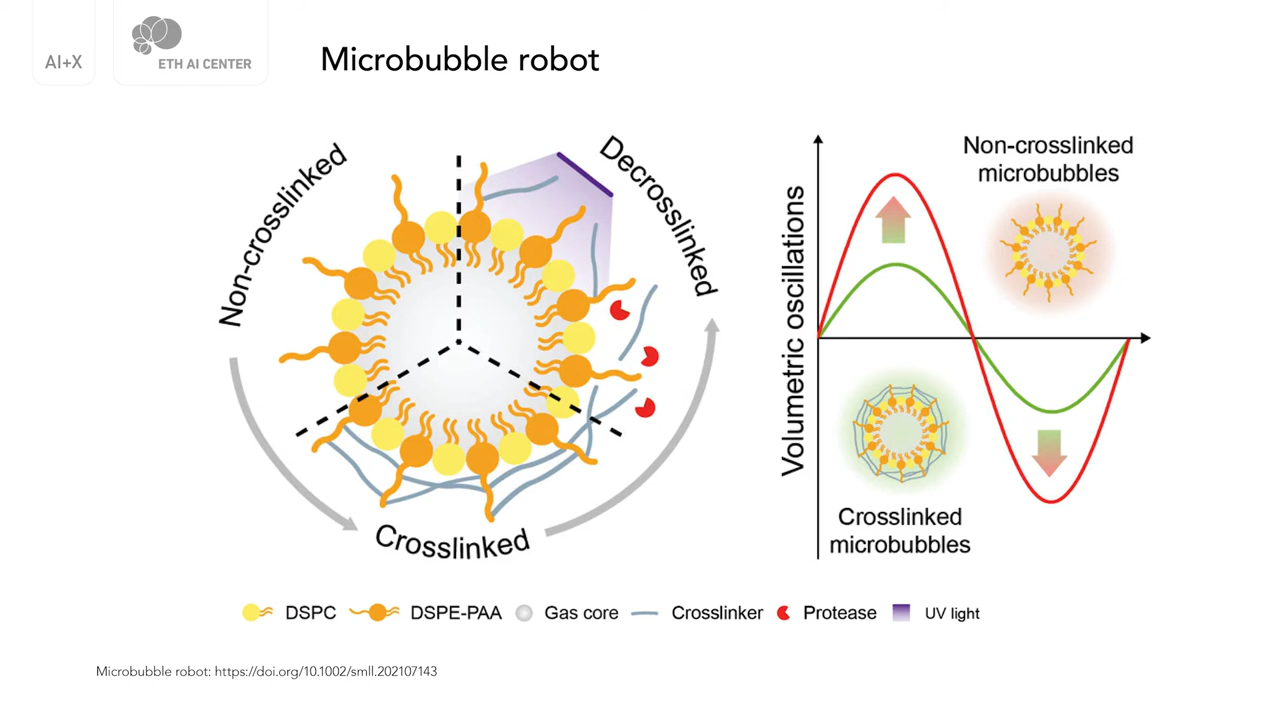 AI+X
ETH AI CENTER
Microbubble robot
Non-crosslinked
Decrosslinked
Crosslinked
Volumetric oscillations
Non-crosslinked
microbubbles
Crosslinked
microbubbles
DSPC
DSPE-PAA
Gas core
Crosslinker
Protease
UV light
Microbubble robot: https://doi.org/10.1002/smll.202107143